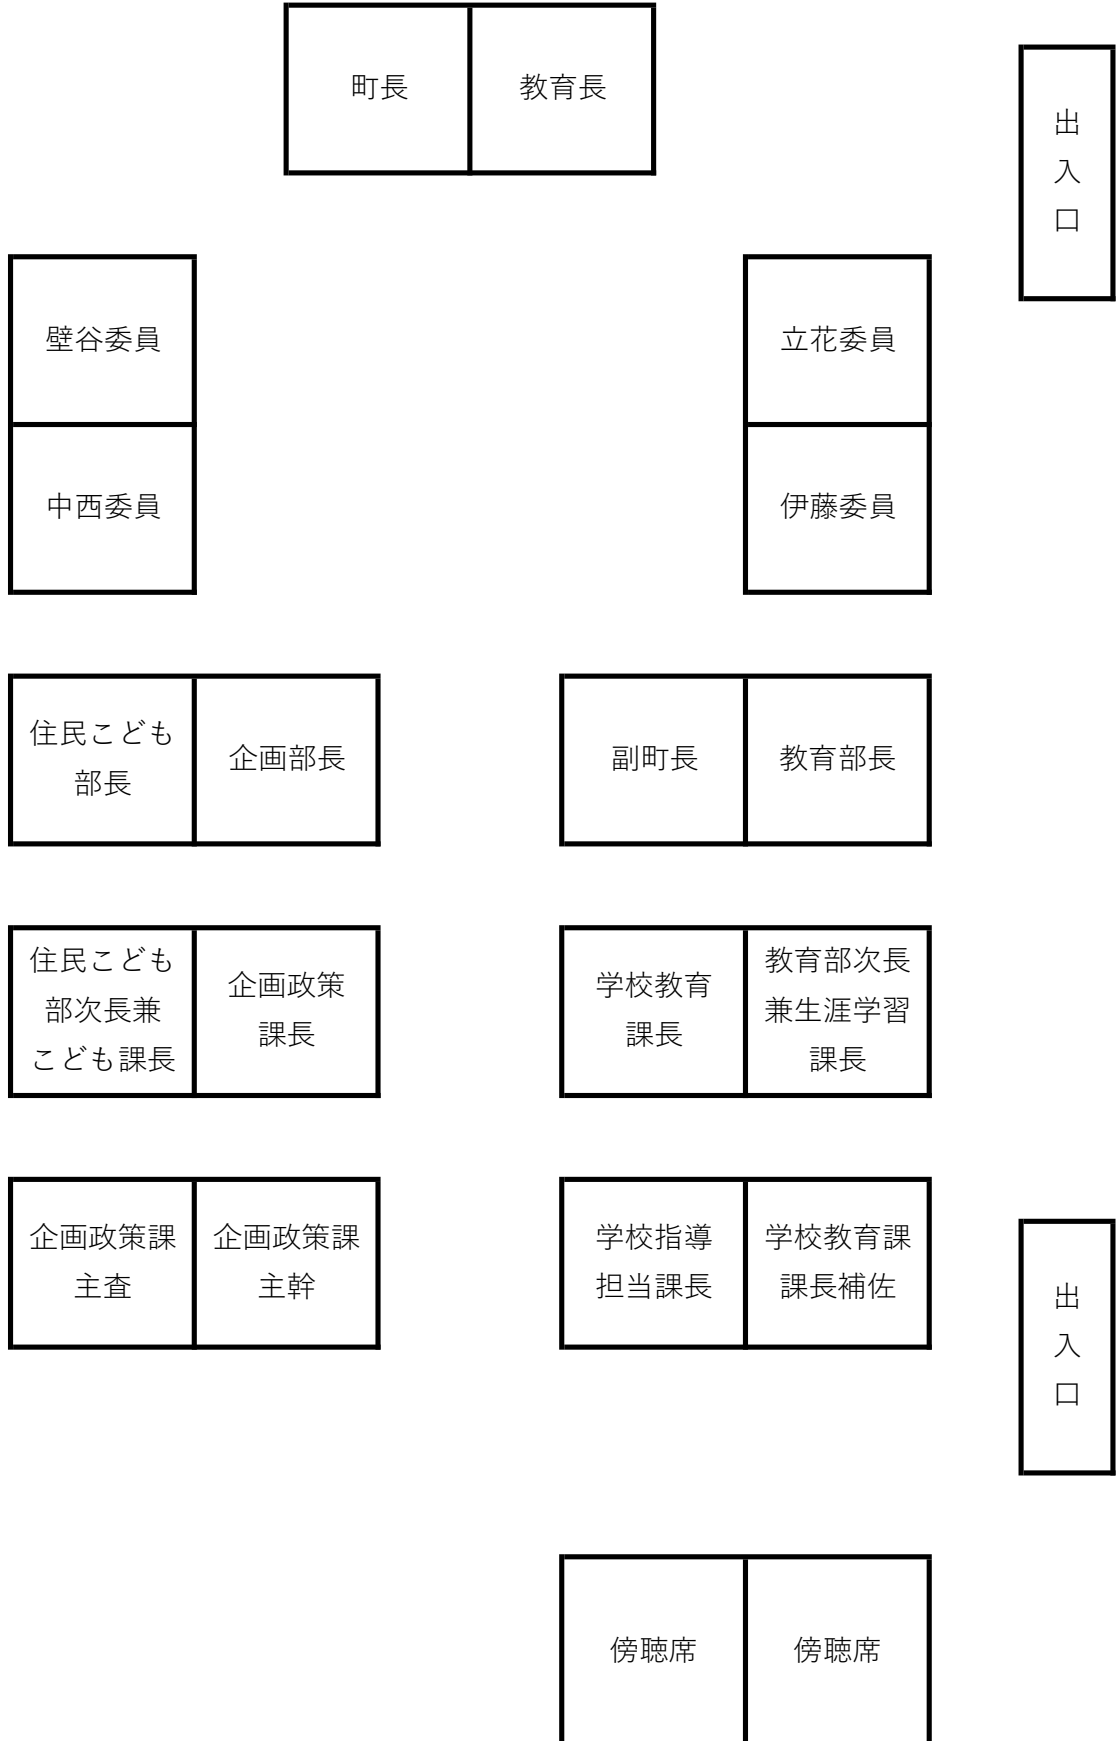 町長
教育長
出入口
壁谷委員
立花委員
中西委員
伊藤委員
住民こども
部長
企画部長
副町長
教育部長
住民こども
部次長兼
こども課長
企画政策
課長
学校教育
課長
教育部次長
兼生涯学習
課長
企画政策課
主査
企画政策課
主幹
学校指導
担当課長
学校教育課
課長補佐
出入口
傍聴席
傍聴席